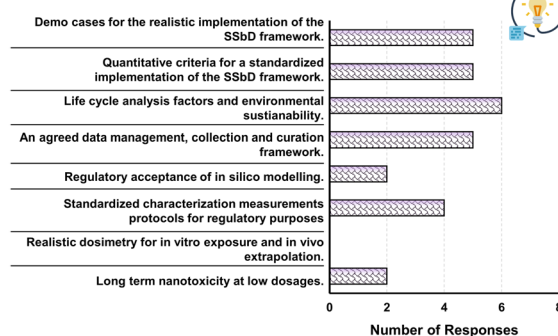 Demo cases for the realistic implementation of the
SSbD framework.
Quantitative criteria for a standardized
implementation of the SSbD framework.
Life cycle analysis factors and environmental
sustianability.
An agreed data management, collection and curation
framework.
Regulatory acceptance of in silico modelling.
Standardized characterization measurements
protocols for regulatory purposes
Realistic dosimetry for in vitro exposure and in vivo
extrapolation.
Long term nanotoxicity at low dosages.
0 2 4 6 8
Number of Responses